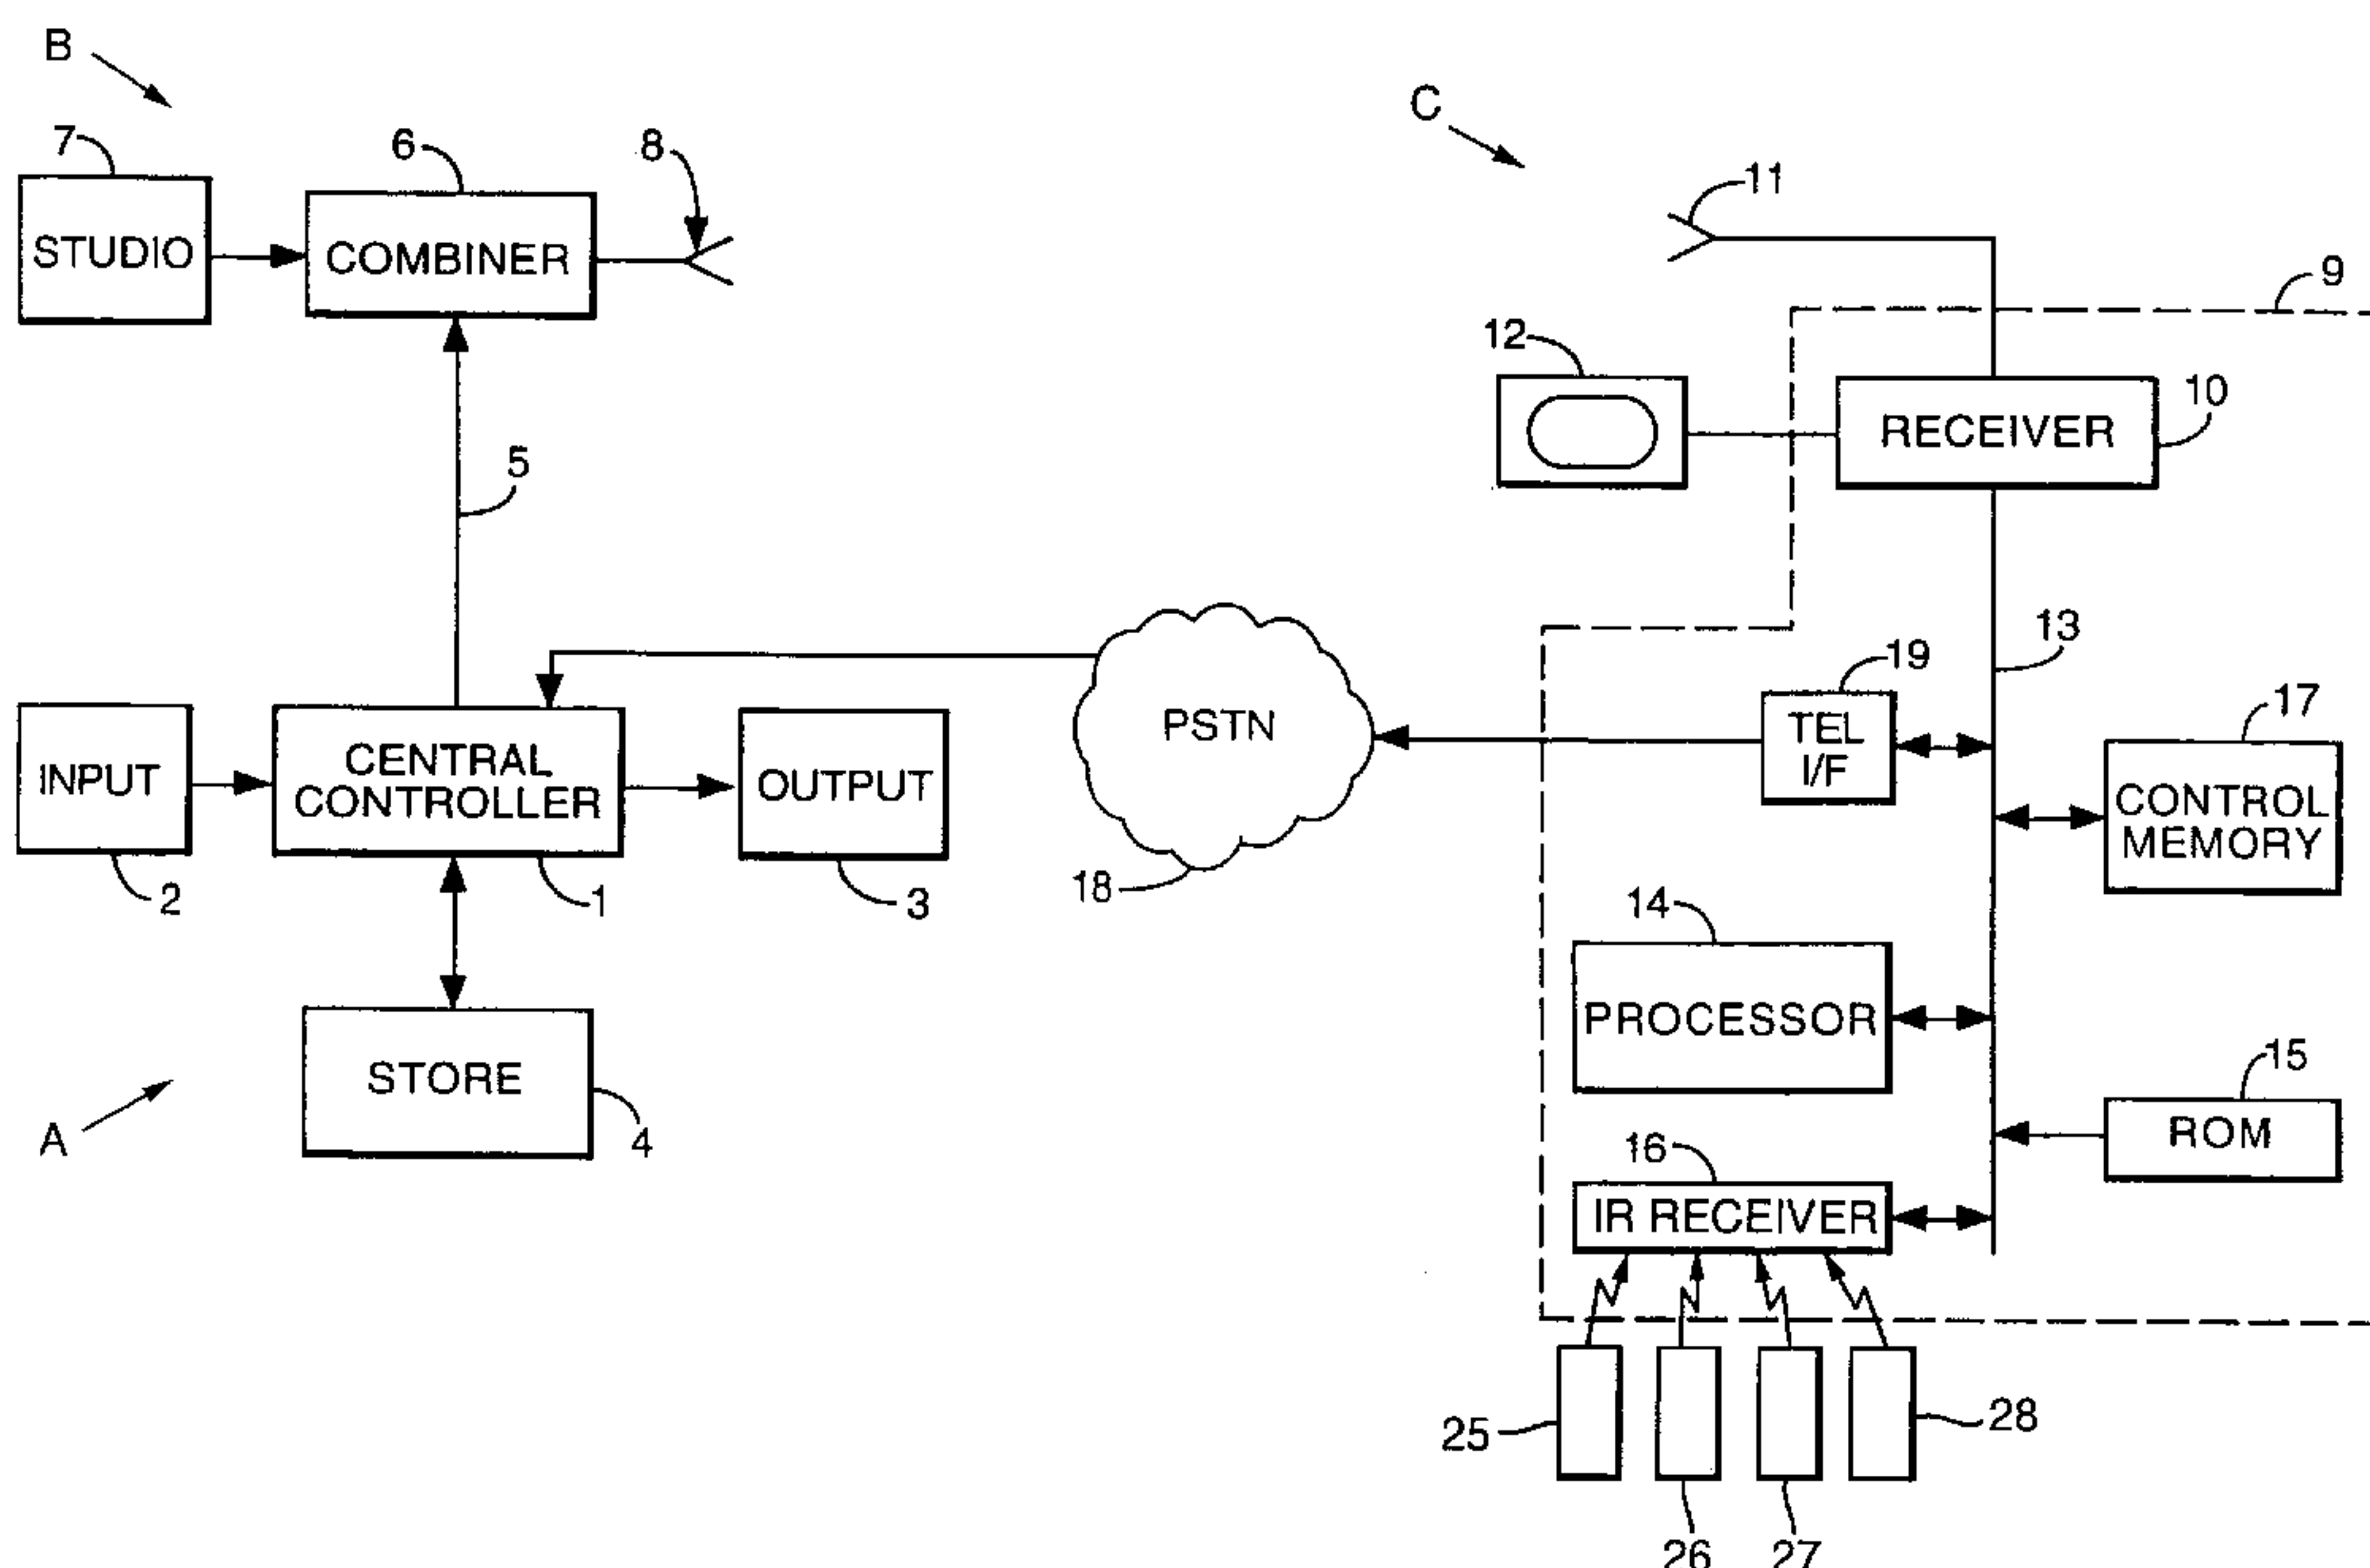 B
7
6
8
STUDIO
COMBINER
C
11
9
12
10
RECEIVER
5
13
19
TEL
I/F
PSTN
18
17
CONTROL
MEMORY
INPUT
2
CENTRAL
CONTROLLER
1
OUTPUT
3
14
PROCESSOR
STORE
4
A
15
ROM
16
IR RECEIVER
25
28
26
27